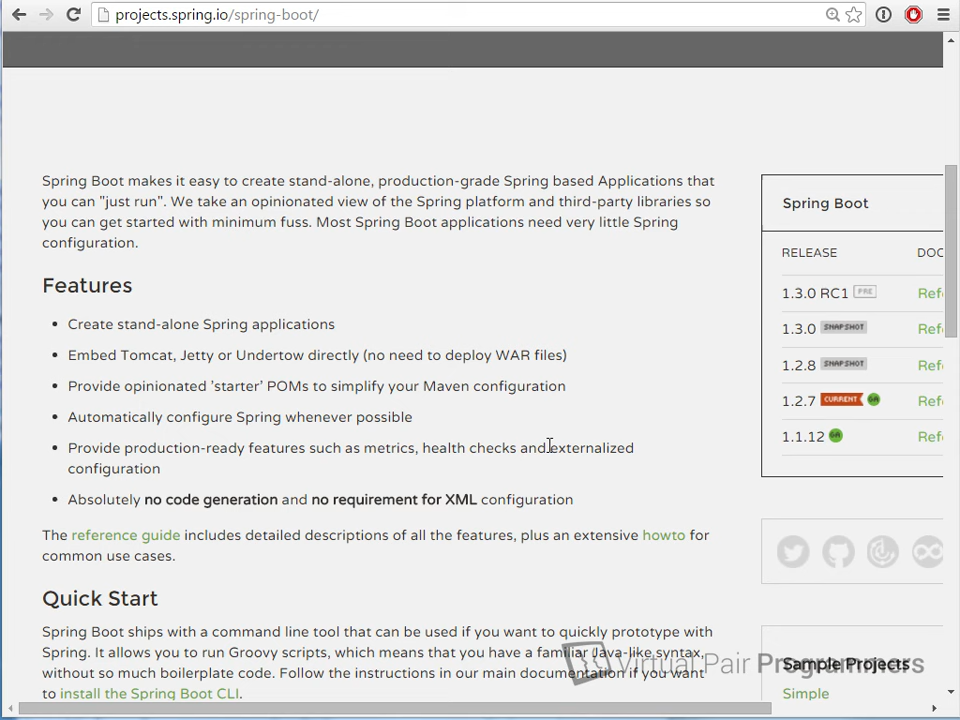 projects.spring.io/spring-boot/
Spring Boot makes it easy to create stand-alone, production-grade Spring based Applications that
you can "just run". We take an opinionated view of the Spring platform and third-party libraries so
you can get started with minimum fuss. Most Spring Boot applications need very little Spring
configuration.
Features
• Create stand-alone Spring applications
• Embed Tomcat, Jetty or Undertow directly (no need to deploy WAR files)
• Provide opinionated 'starter' POMs to simplify your Maven configuration
• Automatically configure Spring whenever possible
• Provide production-ready features such as metrics, health checks and externalized
configuration
• Absolutely no code generation and no requirement for XML configuration
The reference guide includes detailed descriptions of all the features, plus an extensive howto for
common use cases.
Quick Start
Spring Boot ships with a command line tool that can be used if you want to quickly prototype with
Spring. It allows you to run Groovy scripts, which means that you have a familiar Java-like syntax,
without so much boilerplate code. Follow the instructions in our main documentation if you want
to install the Spring Boot CLI.
Spring Boot
RELEASE DOC
1.3.0 RC1 PRE Ref
1.3.0 SNAPSHOT Ref
1.2.8 SNAPSHOT Ref
1.2.7 CURRENT GA Ref
1.1.12 GA Ref
Sample Projects
Simple
Virtual Pair Programmers